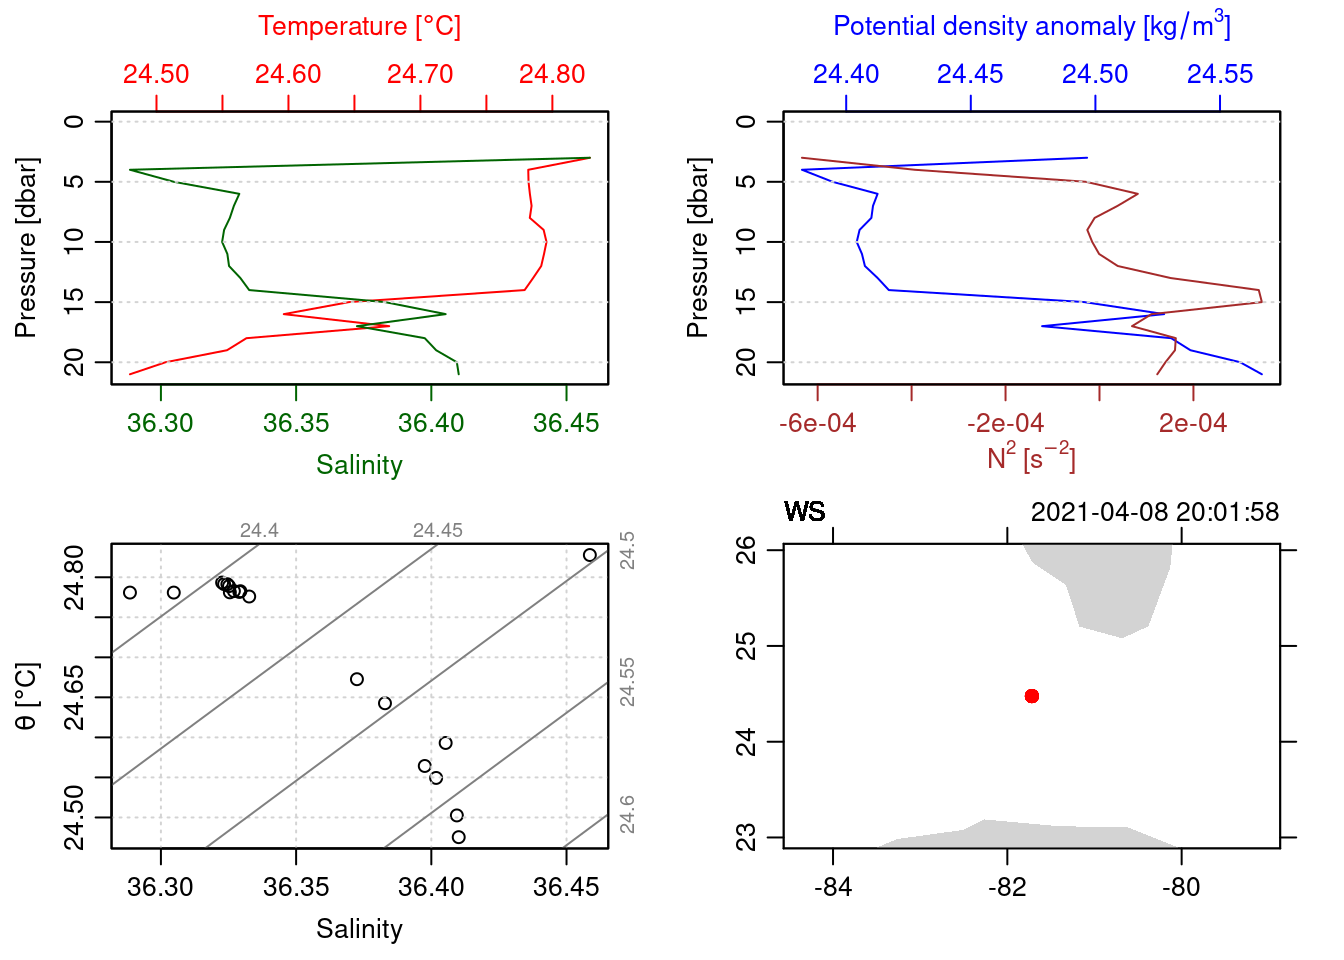 Temperature [°C]
24.50 24.60 24.70 24.80
Pressure [dbar]
0
5
10
15
20
36.30 36.35 36.40 36.45
Salinity
Potential density anomaly [kg/m³]
24.40 24.45 24.50 24.55
Pressure [dbar]
0
5
10
15
20
-6e-04 -2e-04 2e-04
N² [s⁻²]
24.4 24.45
24.5
24.55
24.6
θ [°C]
24.80
24.65
24.50
36.30 36.35 36.40 36.45
Salinity
WS 2021-04-08 20:01:58
26
25
24
23
-84 -82 -80